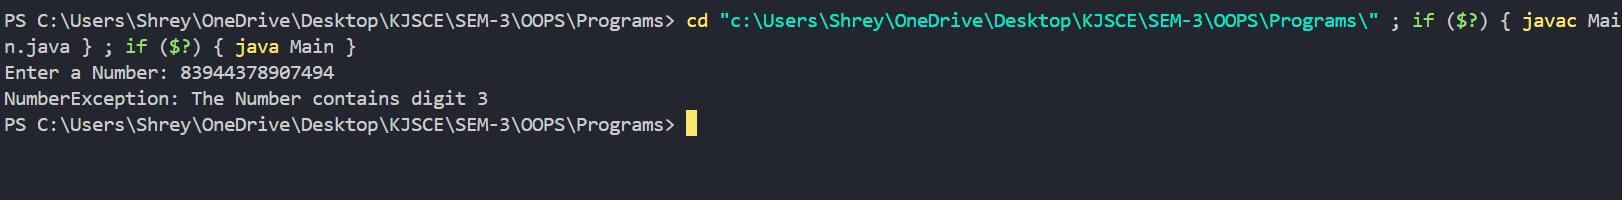 PS C:\Users\Shrey\OneDrive\Desktop\KJSCE\SEM-3\OOPS\Programs> cd "c:\Users\Shrey\OneDrive\Desktop\KJSCE\SEM-3\OOPS\Programs\" ; if ($?) { javac Mai
n.java } ; if ($?) { java Main }
Enter a Number: 83944378907494
NumberException: The Number contains digit 3
PS C:\Users\Shrey\OneDrive\Desktop\KJSCE\SEM-3\OOPS\Programs>